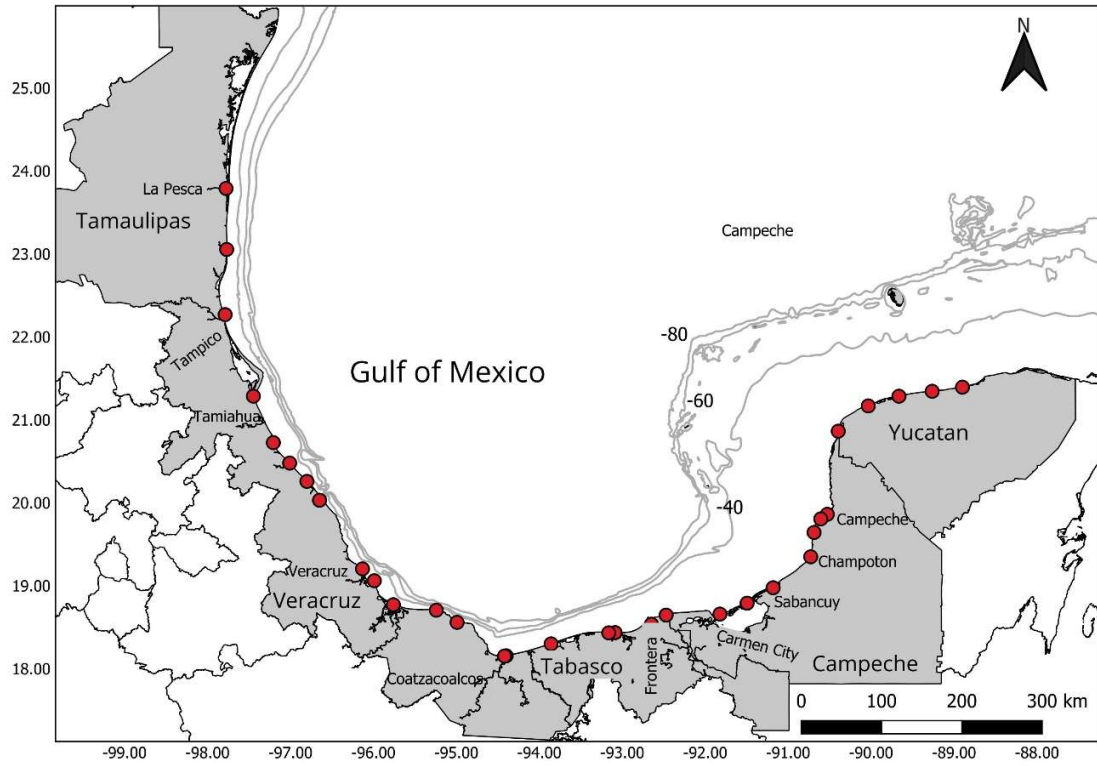 N
25.00
24.00
La Pesca
Tamaulipas
Campeche
23.00
22.00
-80
Tampico
Gulf of Mexico
-60
21.00
Tamiahua
Yucatan
20.00
-40
Campeche
Champoton
19.00
Veracruz
Veracruz
Sabancuy
Carmen City
Frontera
Tabasco
Campeche
18.00
Coatzacoalcos
0 100 200 300 km
-99.00 -98.00 -97.00 -96.00 -95.00 -94.00 -93.00 -92.00 -91.00 -90.00 -89.00 -88.00